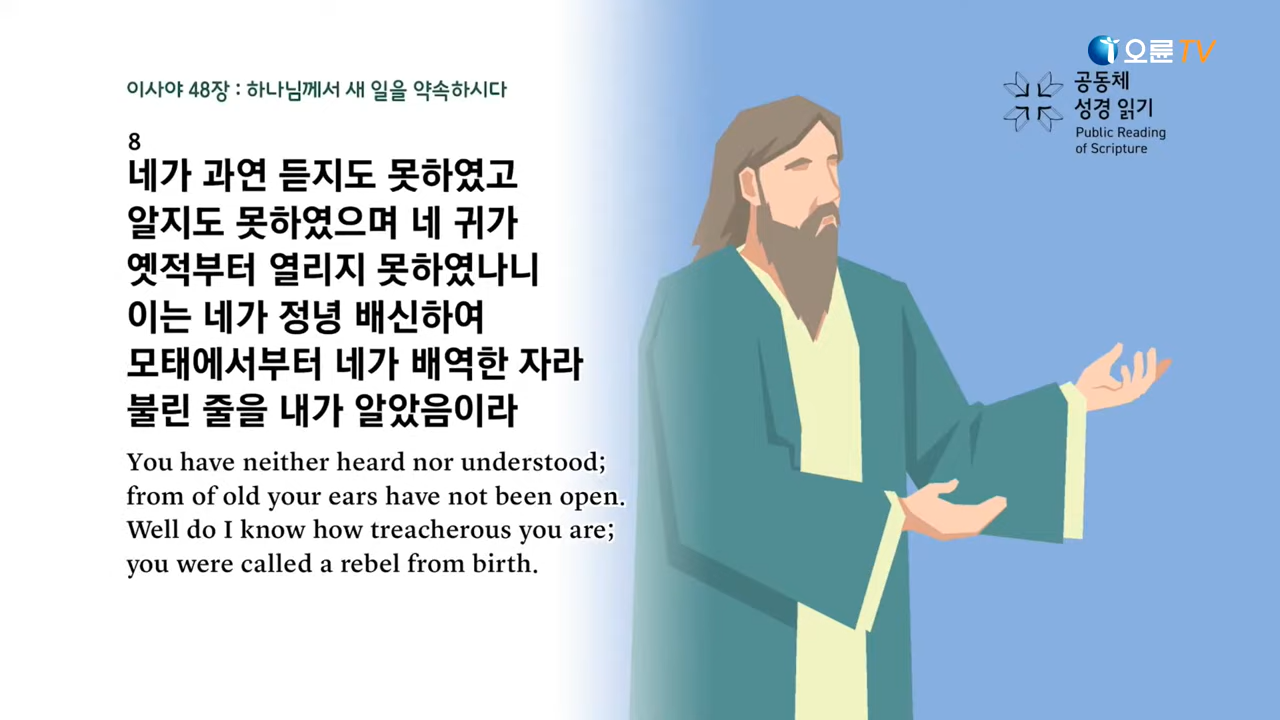 오륜TV
이사야 48장 : 하나님께서 새 일을 약속하시다
공동체
성경 읽기
Public Reading
of Scripture
8
네가 과연 듣지도 못하였고
알지도 못하였으며 네 귀가
옛적부터 열리지 못하였나니
이는 네가 정녕 배신하여
모태에서부터 네가 배역한 자라
불린 줄을 내가 알았음이라
You have neither heard nor understood;
from of old your ears have not been open.
Well do I know how treacherous you are;
you were called a rebel from birth.